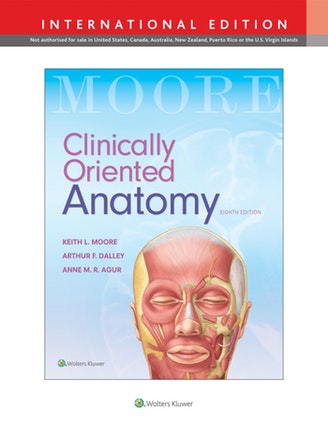 INTERNATIONAL EDITION
Not authorised for sale in United States, Canada, Australia, New Zealand, Puerto Rico or the U.S. Virgin Islands
MOORE
Clinically
Oriented
Anatomy
EIGHTH EDITION
KEITH L. MOORE
ARTHUR F. DALLEY
ANNE M. R. AGUR
Wolters Kluwer
Wolters Kluwer